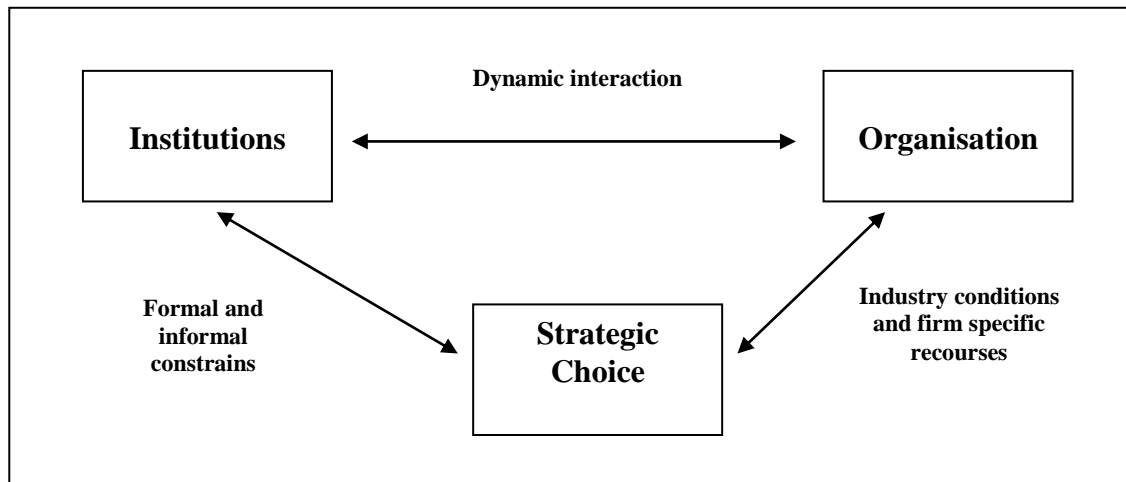 Dynamic interaction
Institutions
Organisation
Formal and
informal
constrains
Strategic
Choice
Industry conditions
and firm specific
recourses